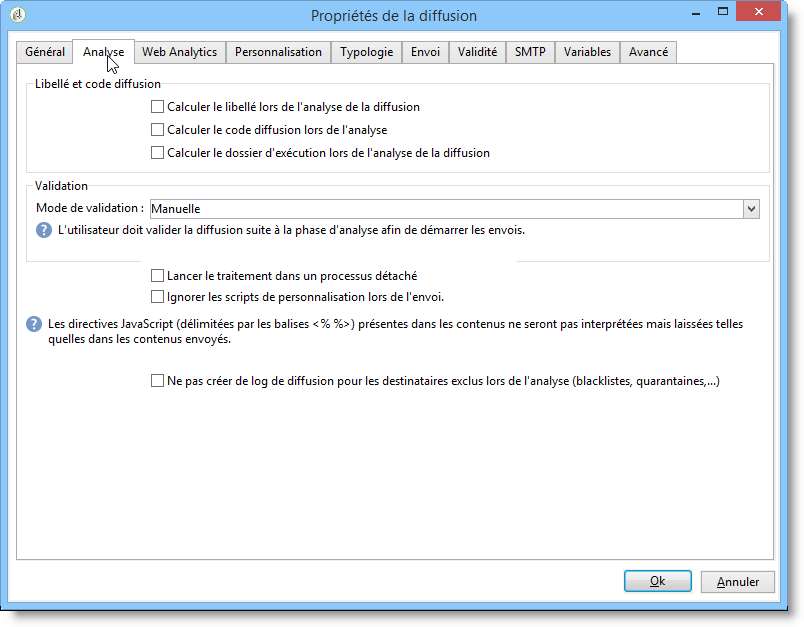 Propriétés de la diffusion
Général Analyse Web Analytics Personnalisation Typologie Envoi Validité SMTP Variables Avancé
Libellé et code diffusion
Calculer le libellé lors de l'analyse de la diffusion
Calculer le code diffusion lors de l'analyse
Calculer le dossier d'exécution lors de l'analyse de la diffusion
Validation
Mode de validation : Manuelle
? L'utilisateur doit valider la diffusion suite à la phase d'analyse afin de démarrer les envois.
Lancer le traitement dans un processus détaché
Ignorer les scripts de personnalisation lors de l'envoi.
? Les directives JavaScript (délimitées par les balises <% %>) présentes dans les contenus ne seront pas interprétées mais laissées telles
quelles dans les contenus envoyés.
Ne pas créer de log de diffusion pour les destinataires exclus lors de l'analyse (blacklistes, quarantaines,...)
Ok Annuler